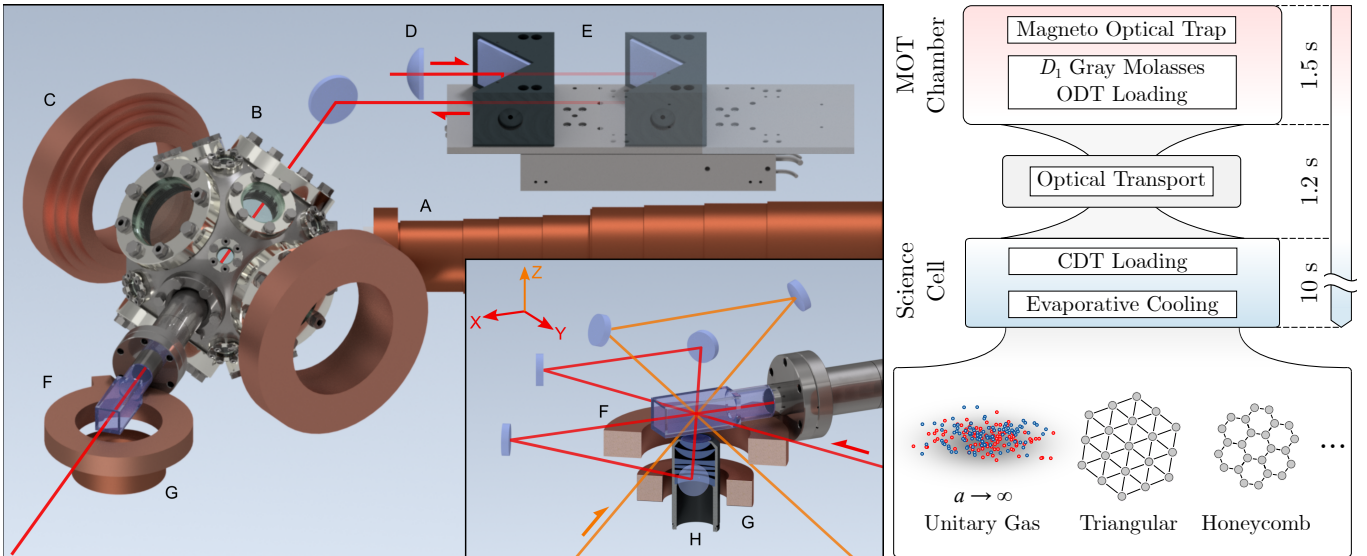 D
E
C
B
A
F
G
Z
X
Y
F
G
H
MOT
Chamber
Magneto Optical Trap
D₁ Gray Molasses
ODT Loading
1.5 s
Optical Transport
1.2 s
Science
Cell
CDT Loading
Evaporative Cooling
10 s
a → ∞
Unitary Gas
Triangular
Honeycomb
...